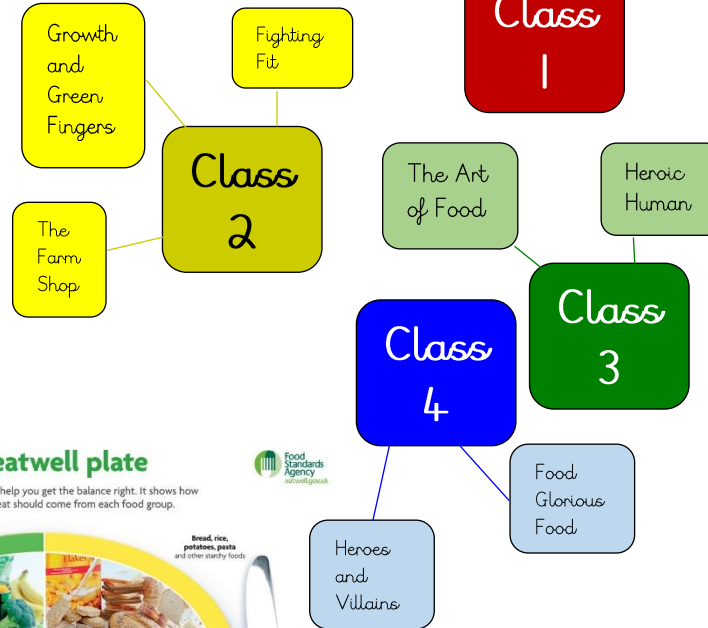 Growth
and
Green
Fingers
Fighting
Fit
Class
1
Class
2
The
Farm
Shop
The Art
of Food
Heroic
Human
Class
3
Class
4
Food
Glorious
Food
Heroes
and
Villains
eatwell plate
Food
Standards
Agency
eatwell.gov.uk
help you get the balance right. It shows how
eat should come from each food group.
Bread, rice,
potatoes, pasta
and other starchy foods
Flakes